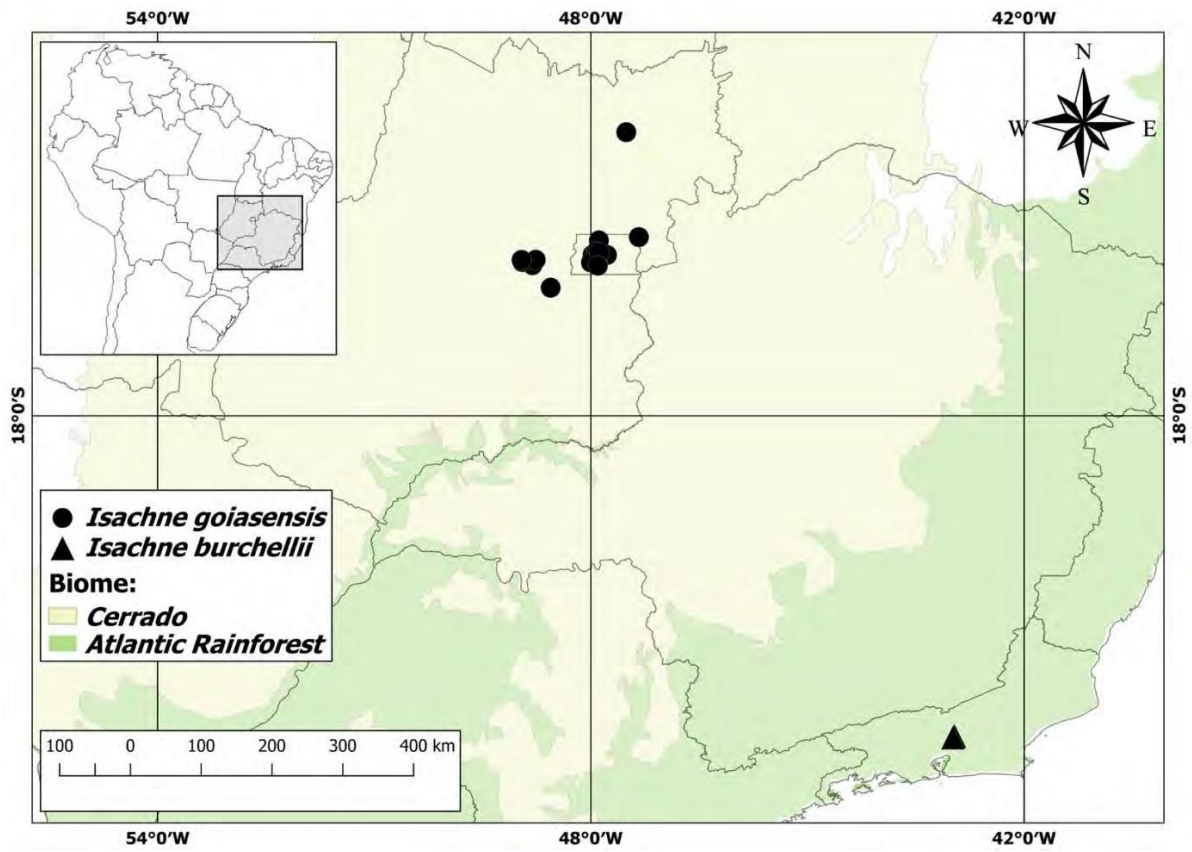 54°0'W 48°0'W 42°0'W
N
W E
S
18°0'S 18°0'S
Isachne goiasensis
Isachne burchellii
Biome:
Cerrado
Atlantic Rainforest
100 0 100 200 300 400 km
54°0'W 48°0'W 42°0'W